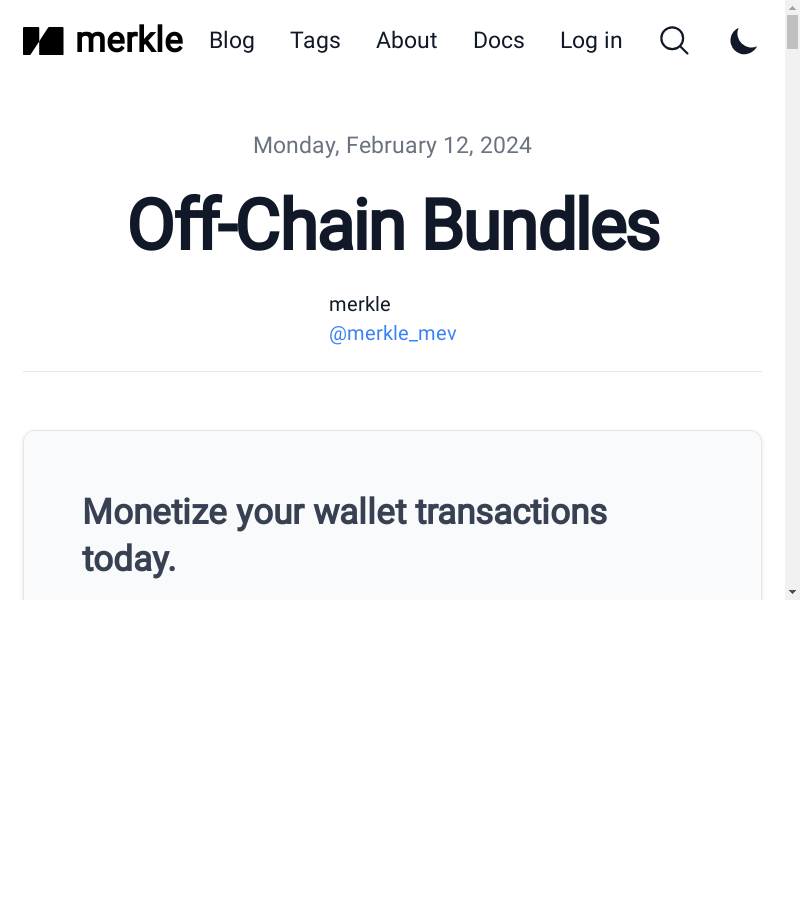 merkle Blog Tags About Docs Log in
Monday, February 12, 2024
Off-Chain Bundles
merkle
@merkle_mev
Monetize your wallet transactions
today.